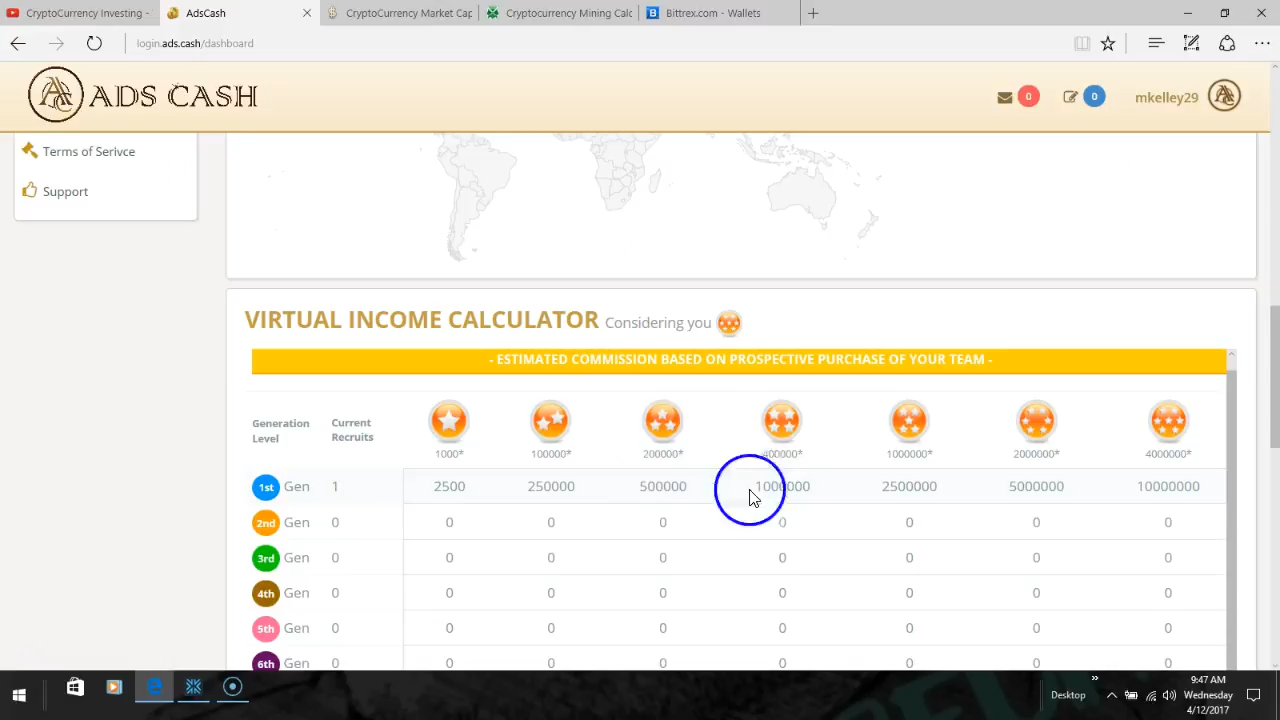 CryptoCurrency Investing -
AdsCash
CryptoCurrency Market Cap
Cryptocurrency Mining Calc
Bittrex.com - Wallets
login.ads.cash/dashboard
ADS CASH
0
0
mkelley29
Terms of Serivce
Support
VIRTUAL INCOME CALCULATOR Considering you
- ESTIMATED COMMISSION BASED ON PROSPECTIVE PURCHASE OF YOUR TEAM -
Generation Level Current Recruits 1000* 100000* 200000* 400000* 1000000* 2000000* 4000000*
1st Gen 1 2500 250000 500000 1000000 2500000 5000000 10000000
2nd Gen 0 0 0 0 0 0 0 0
3rd Gen 0 0 0 0 0 0 0 0
4th Gen 0 0 0 0 0 0 0 0
5th Gen 0 0 0 0 0 0 0 0
6th Gen 0 0 0 0 0 0 0 0
Desktop
9:47 AM
Wednesday
4/12/2017